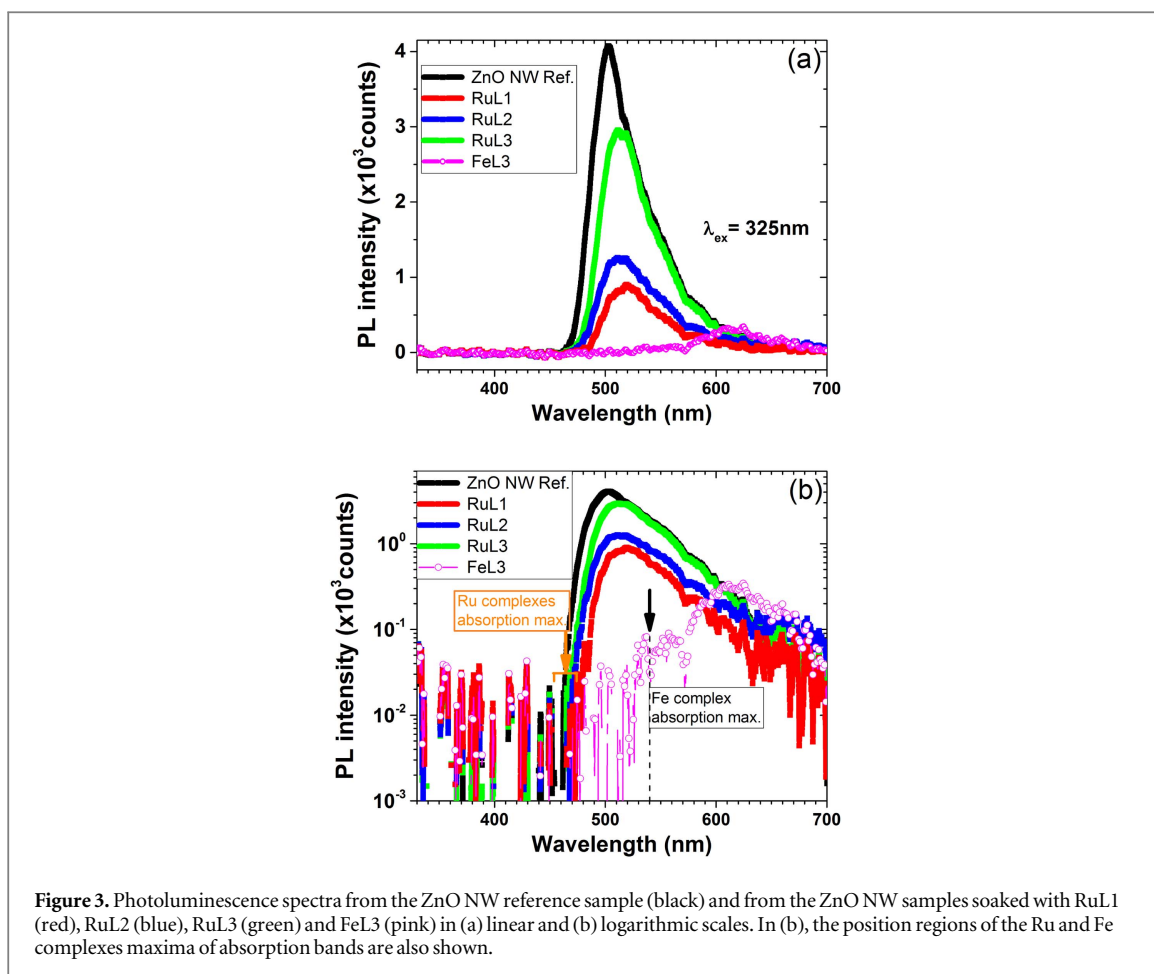 (a)
4
3
2
1
0
PL intensity (x10³counts)
ZnO NW Ref.
RuL1
RuL2
RuL3
FeL3
λex= 325nm
400 500 600 700
Wavelength (nm)
(b)
10⁰
10⁻¹
10⁻²
10⁻³
PL intensity (x10³counts)
ZnO NW Ref.
RuL1
RuL2
RuL3
FeL3
Ru complexes
absorption max.
Fe complex
absorption max.
400 500 600 700
Wavelength (nm)
Figure 3. Photoluminescence spectra from the ZnO NW reference sample (black) and from the ZnO NW samples soaked with RuL1
(red), RuL2 (blue), RuL3 (green) and FeL3 (pink) in (a) linear and (b) logarithmic scales. In (b), the position regions of the Ru and Fe
complexes maxima of absorption bands are also shown.